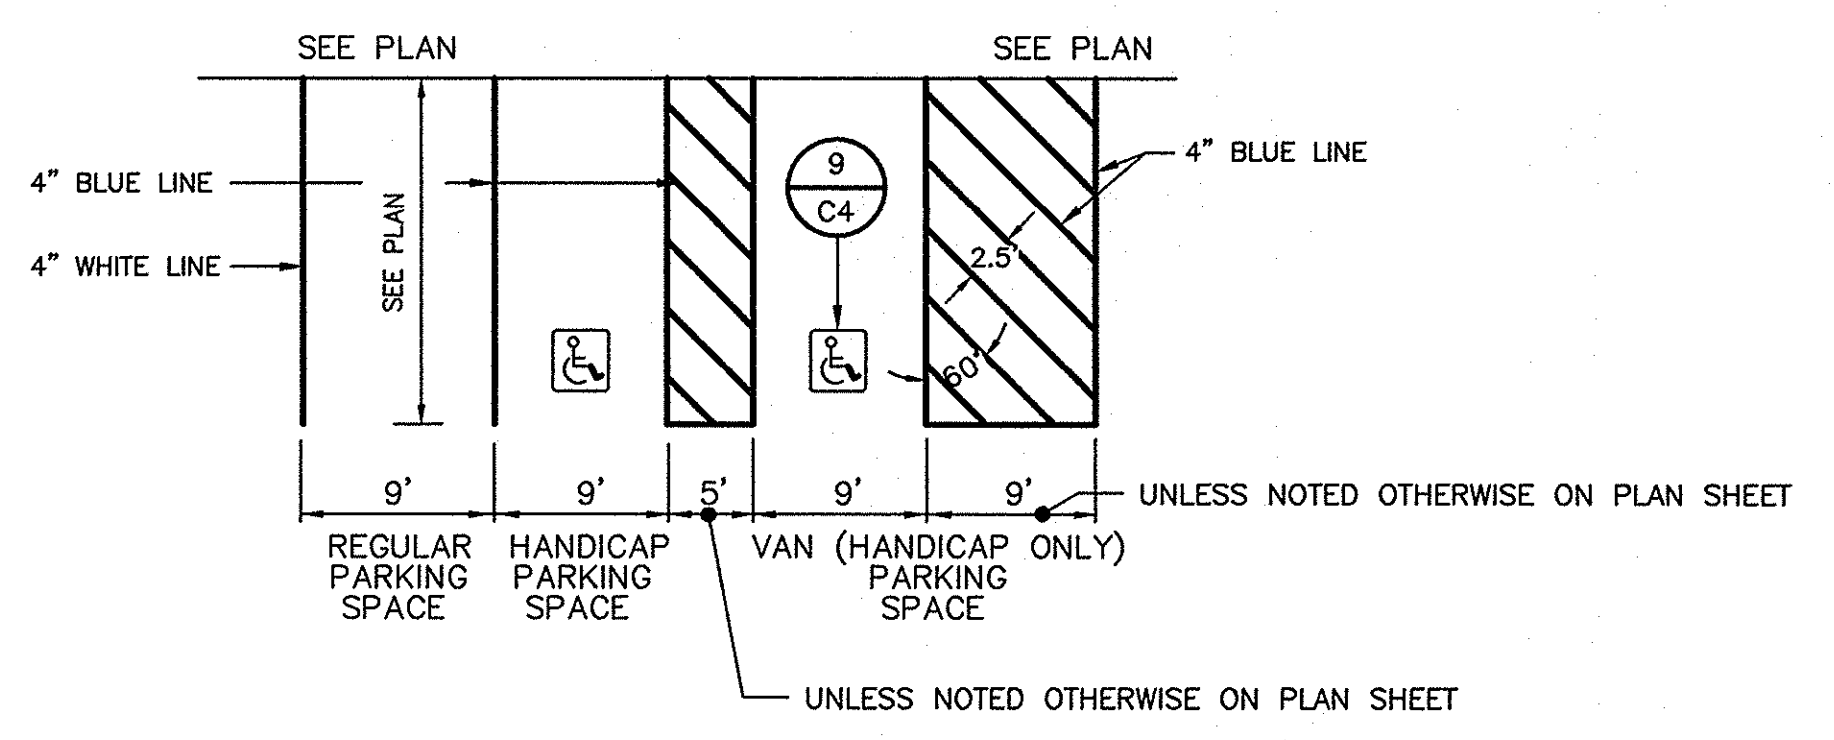 SEE PLAN
SEE PLAN
4" BLUE LINE
4" WHITE LINE
SEE PLAN
9
C4
4" BLUE LINE
2.5'
60°
9'
9'
5'
9'
9'
UNLESS NOTED OTHERWISE ON PLAN SHEET
REGULAR
PARKING
SPACE
HANDICAP
PARKING
SPACE
VAN (HANDICAP ONLY)
PARKING
SPACE
UNLESS NOTED OTHERWISE ON PLAN SHEET